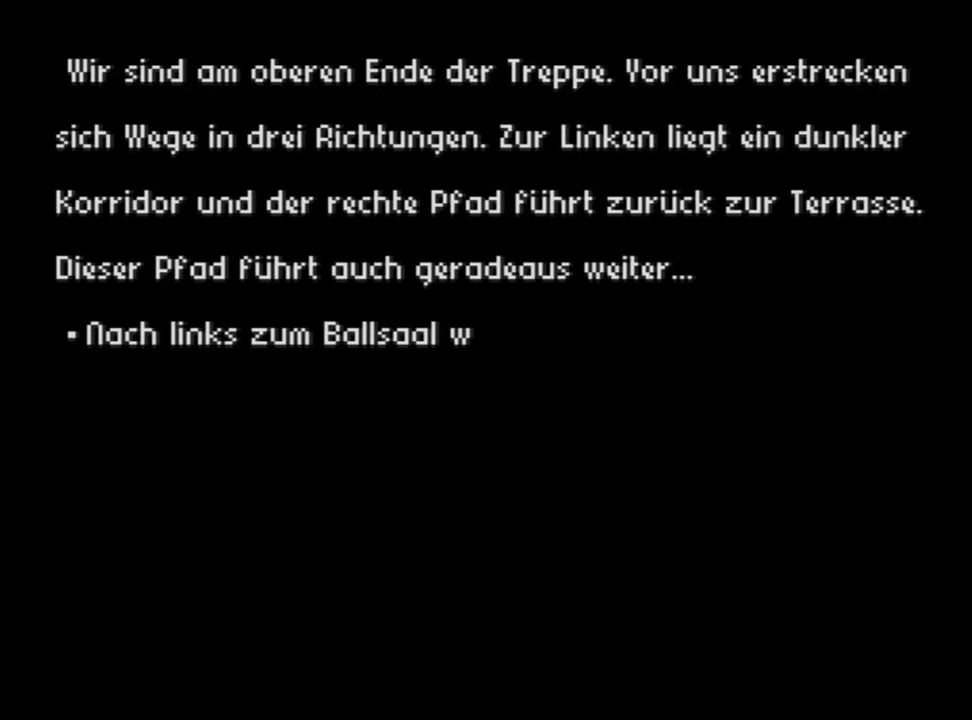 Wir sind am oberen Ende der Treppe. Vor uns erstrecken
sich Wege in drei Richtungen. Zur Linken liegt ein dunkler
Korridor und der rechte Pfad führt zurück zur Terrasse.
Dieser Pfad führt auch geradeaus weiter...
▪ Nach links zum Ballsaal w